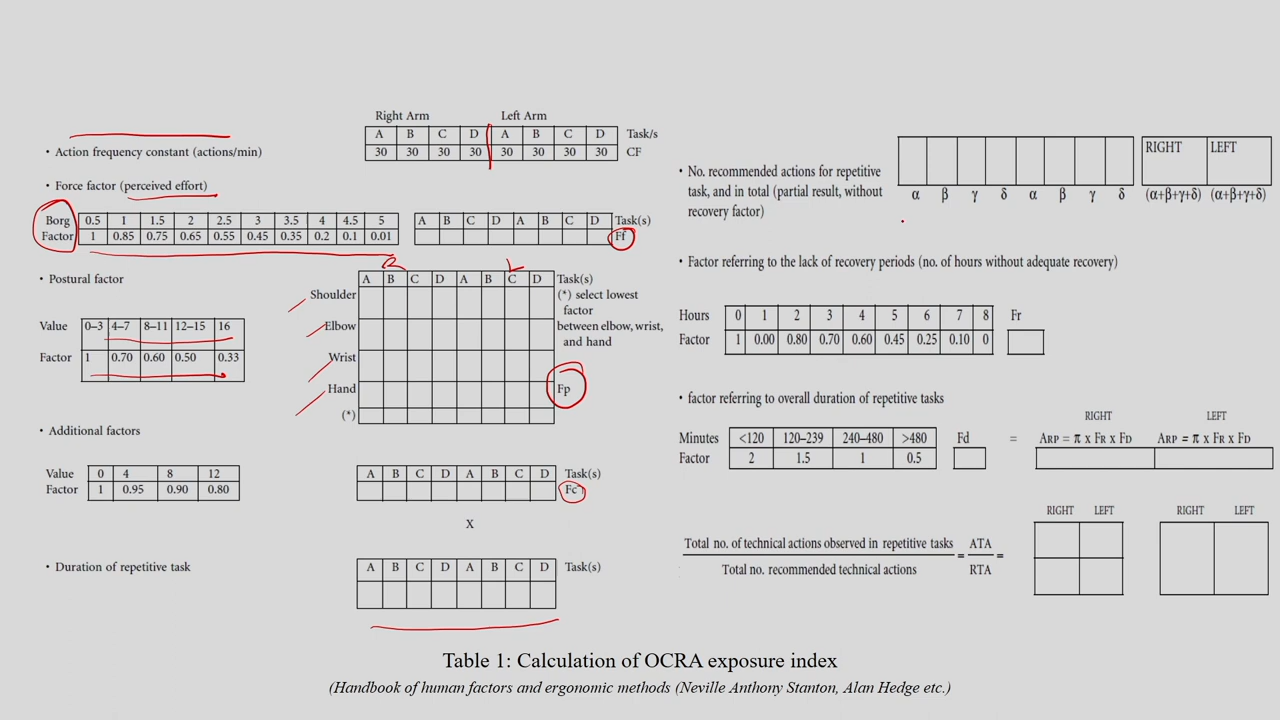 Right Arm Left Arm
A B C D A B C D Task/s
• Action frequency constant (actions/min) 30 30 30 30 30 30 30 30 CF
• Force factor (perceived effort)
Borg 0.5 1 1.5 2 2.5 3 3.5 4 4.5 5 A B C D A B C D Task(s)
Factor 1 0.85 0.75 0.65 0.55 0.45 0.35 0.2 0.1 0.01 Ff
• Postural factor A B C D A B C D Task(s)
Shoulder (*) select lowest
factor
Value 0–3 4–7 8–11 12–15 16 Elbow between elbow, wrist,
and hand
Factor 1 0.70 0.60 0.50 0.33 Wrist
Hand Fp
(*)
• Additional factors
Value 0 4 8 12 A B C D A B C D Task(s)
Factor 1 0.95 0.90 0.80 Fc
X
• Duration of repetitive task A B C D A B C D Task(s)
• No. recommended actions for repetitive
task, and in total (partial result, without
recovery factor)
RIGHT LEFT
α β γ δ α β γ δ (α+β+γ+δ) (α+β+γ+δ)
• Factor referring to the lack of recovery periods (no. of hours without adequate recovery)
Hours 0 1 2 3 4 5 6 7 8 Fr
Factor 1 0.00 0.80 0.70 0.60 0.45 0.25 0.10 0
• factor referring to overall duration of repetitive tasks
RIGHT LEFT
Minutes <120 120–239 240–480 >480 Fd = ARP = π x FR x FD ARP = π x FR x FD
Factor 2 1.5 1 0.5
RIGHT LEFT RIGHT LEFT
Total no. of technical actions observed in repetitive tasks = ATA =
Total no. recommended technical actions RTA
Table 1: Calculation of OCRA exposure index
(Handbook of human factors and ergonomic methods (Neville Anthony Stanton, Alan Hedge etc.)